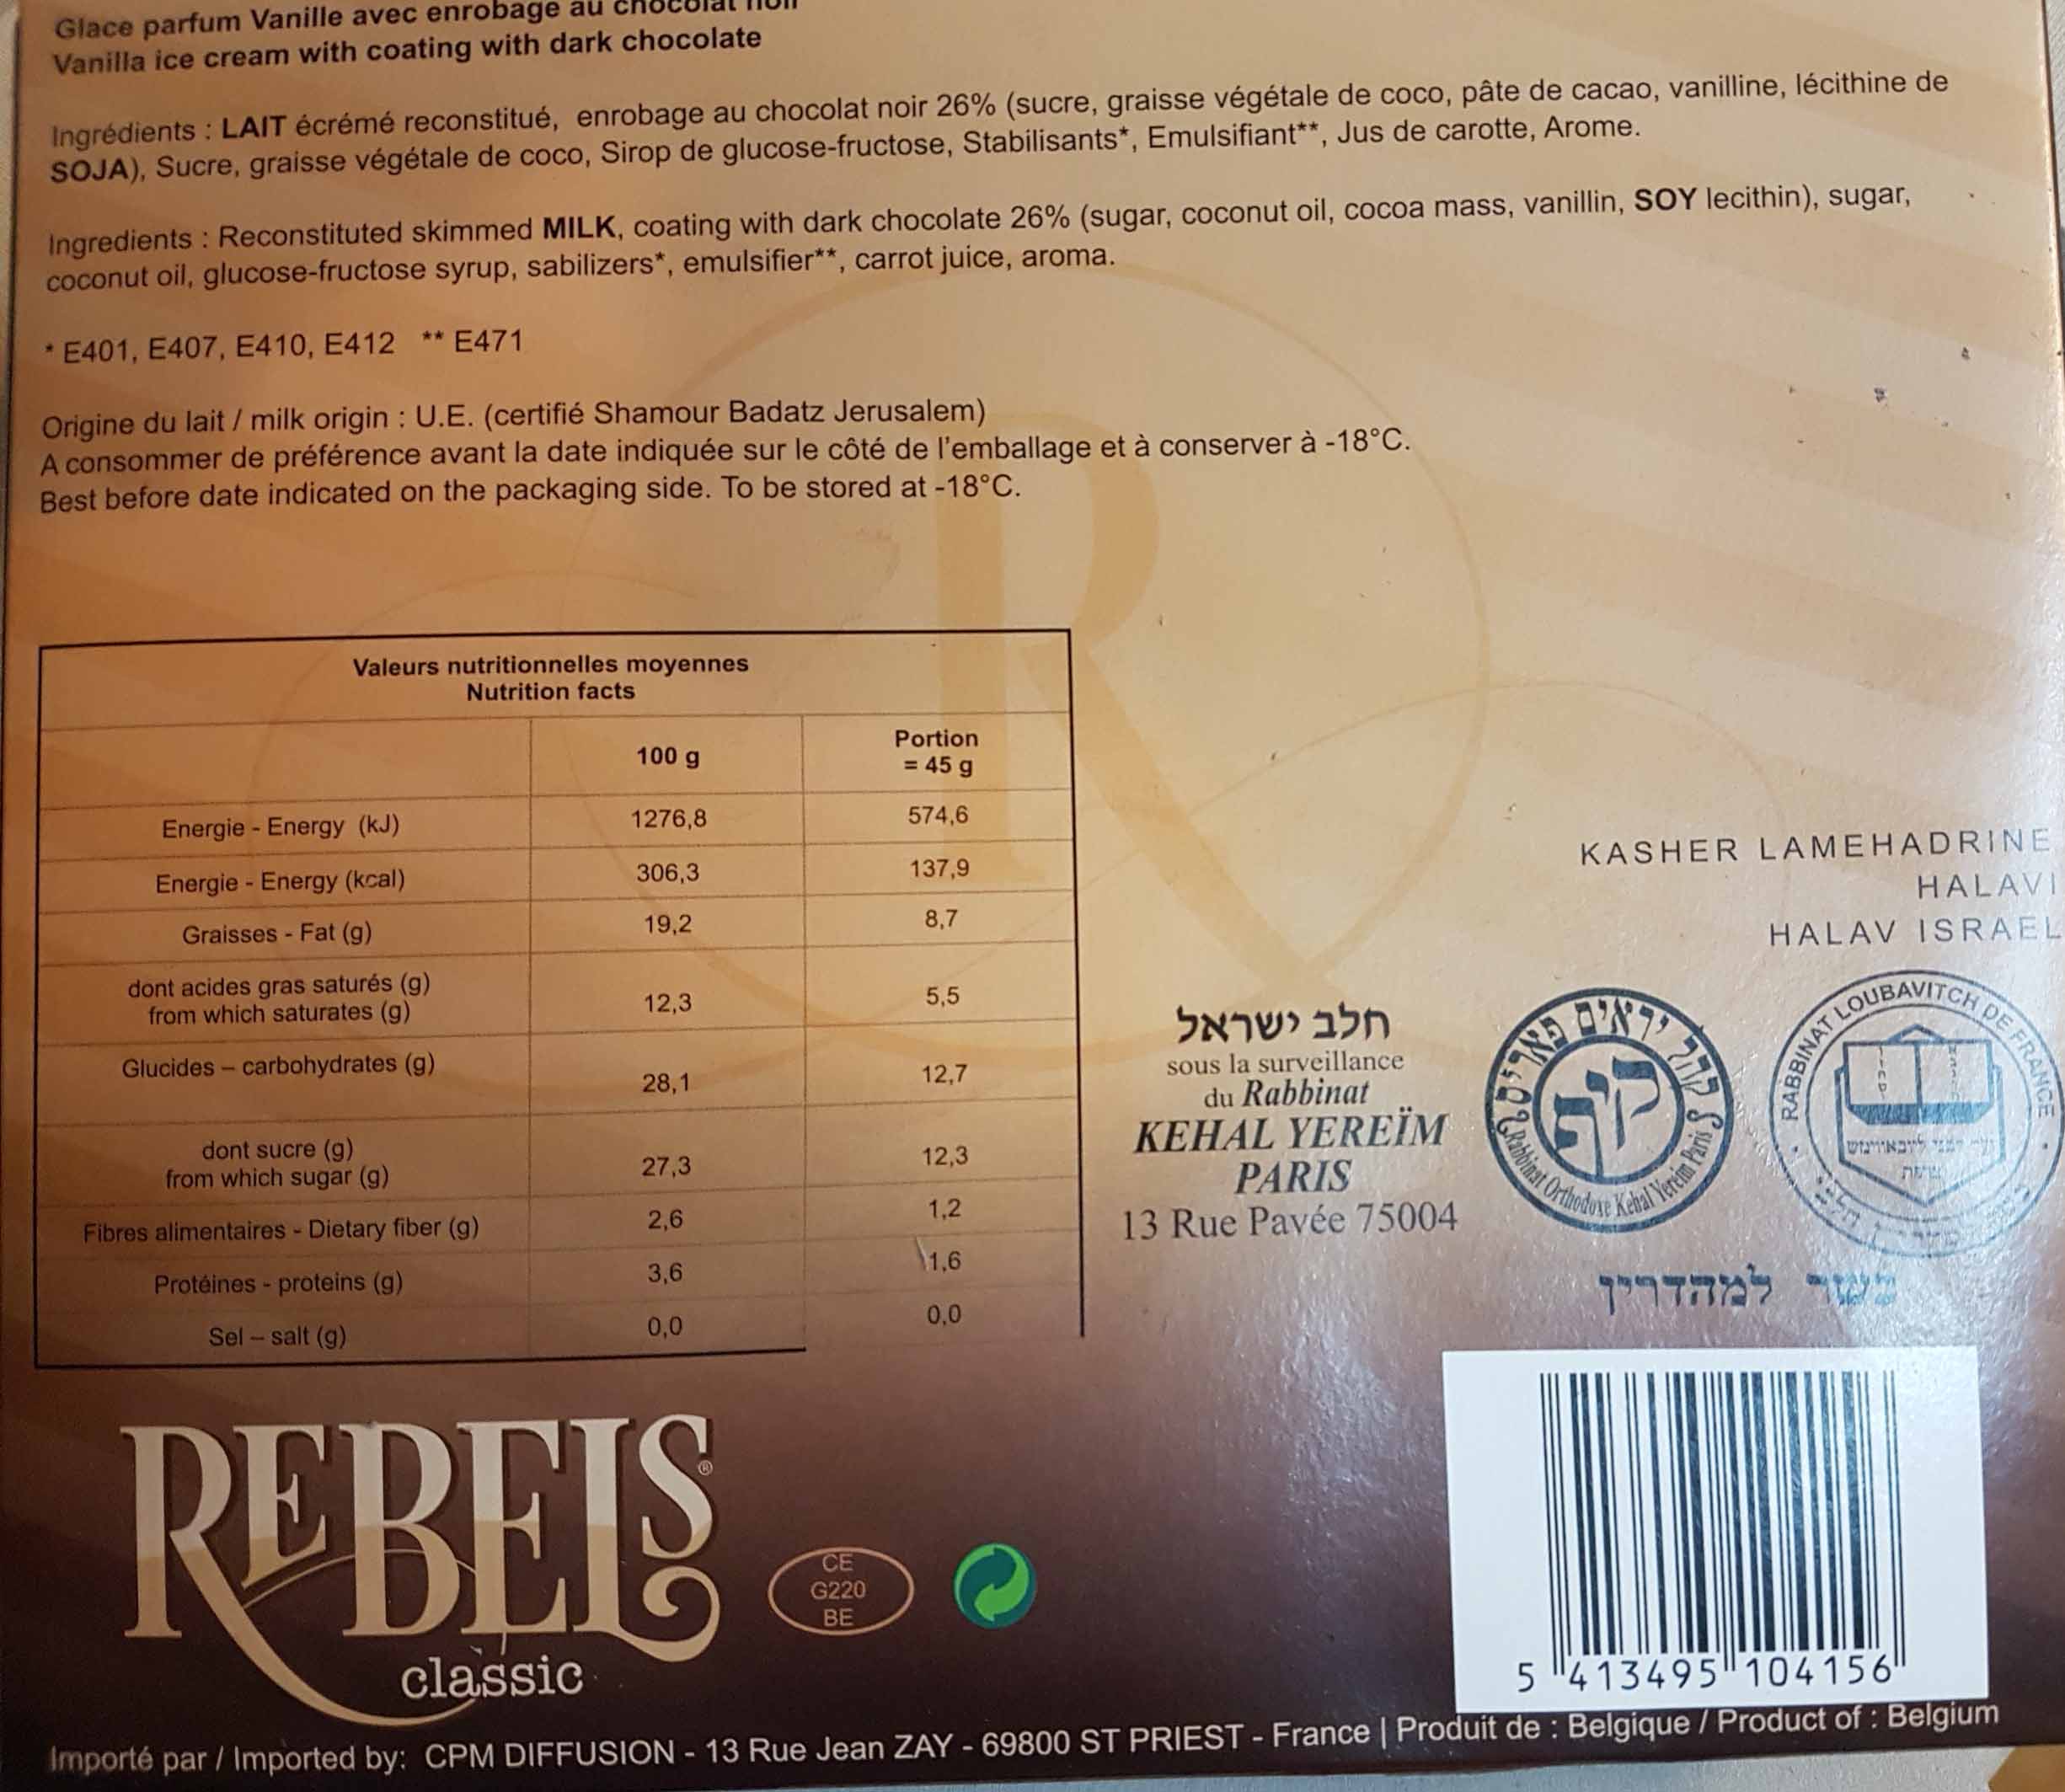 Glace parfum Vanille avec enrobage au chocolat noir
Vanilla ice cream with coating with dark chocolate
Ingrédients : LAIT écrémé reconstitué, enrobage au chocolat noir 26% (sucre, graisse végétale de coco, pâte de cacao, vanilline, lécithine de
SOJA), Sucre, graisse végétale de coco, Sirop de glucose-fructose, Stabilisants*, Emulsifiant**, Jus de carotte, Arome.
Ingredients : Reconstituted skimmed MILK, coating with dark chocolate 26% (sugar, coconut oil, cocoa mass, vanillin, SOY lecithin), sugar,
coconut oil, glucose-fructose syrup, sabilizers*, emulsifier**, carrot juice, aroma.
* E401, E407, E410, E412 ** E471
Origine du lait / milk origin : U.E. (certifié Shamour Badatz Jerusalem)
A consommer de préférence avant la date indiquée sur le côté de l'emballage et à conserver à -18°C.
Best before date indicated on the packaging side. To be stored at -18°C.
Valeurs nutritionnelles moyennes
Nutrition facts
100 g
Portion
= 45 g
Energie - Energy (kJ) 1276,8 574,6
Energie - Energy (kcal) 306,3 137,9
Graisses - Fat (g) 19,2 8,7
dont acides gras saturés (g)
from which saturates (g) 12,3 5,5
Glucides – carbohydrates (g) 28,1 12,7
dont sucre (g)
from which sugar (g) 27,3 12,3
Fibres alimentaires - Dietary fiber (g) 2,6 1,2
Protéines - proteins (g) 3,6 1,6
Sel – salt (g) 0,0 0,0
KASHER LAMEHADRINE
HALAVI
HALAV ISRAEL
חלב ישראל
sous la surveillance
du Rabbinat
KEHAL YEREÏM
PARIS
13 Rue Pavée 75004
קהל יראים פאריס
קי
Rabbinat Orthodoxe Kehal Yereim Paris
RABBINAT LOUBAVITCH DE FRANCE
כשר למהדרין
REBELS®
classic
CE
G220
BE
5 413495 104156
Importé par / Imported by: CPM DIFFUSION - 13 Rue Jean ZAY - 69800 ST PRIEST - France | Produit de : Belgique / Product of : Belgium